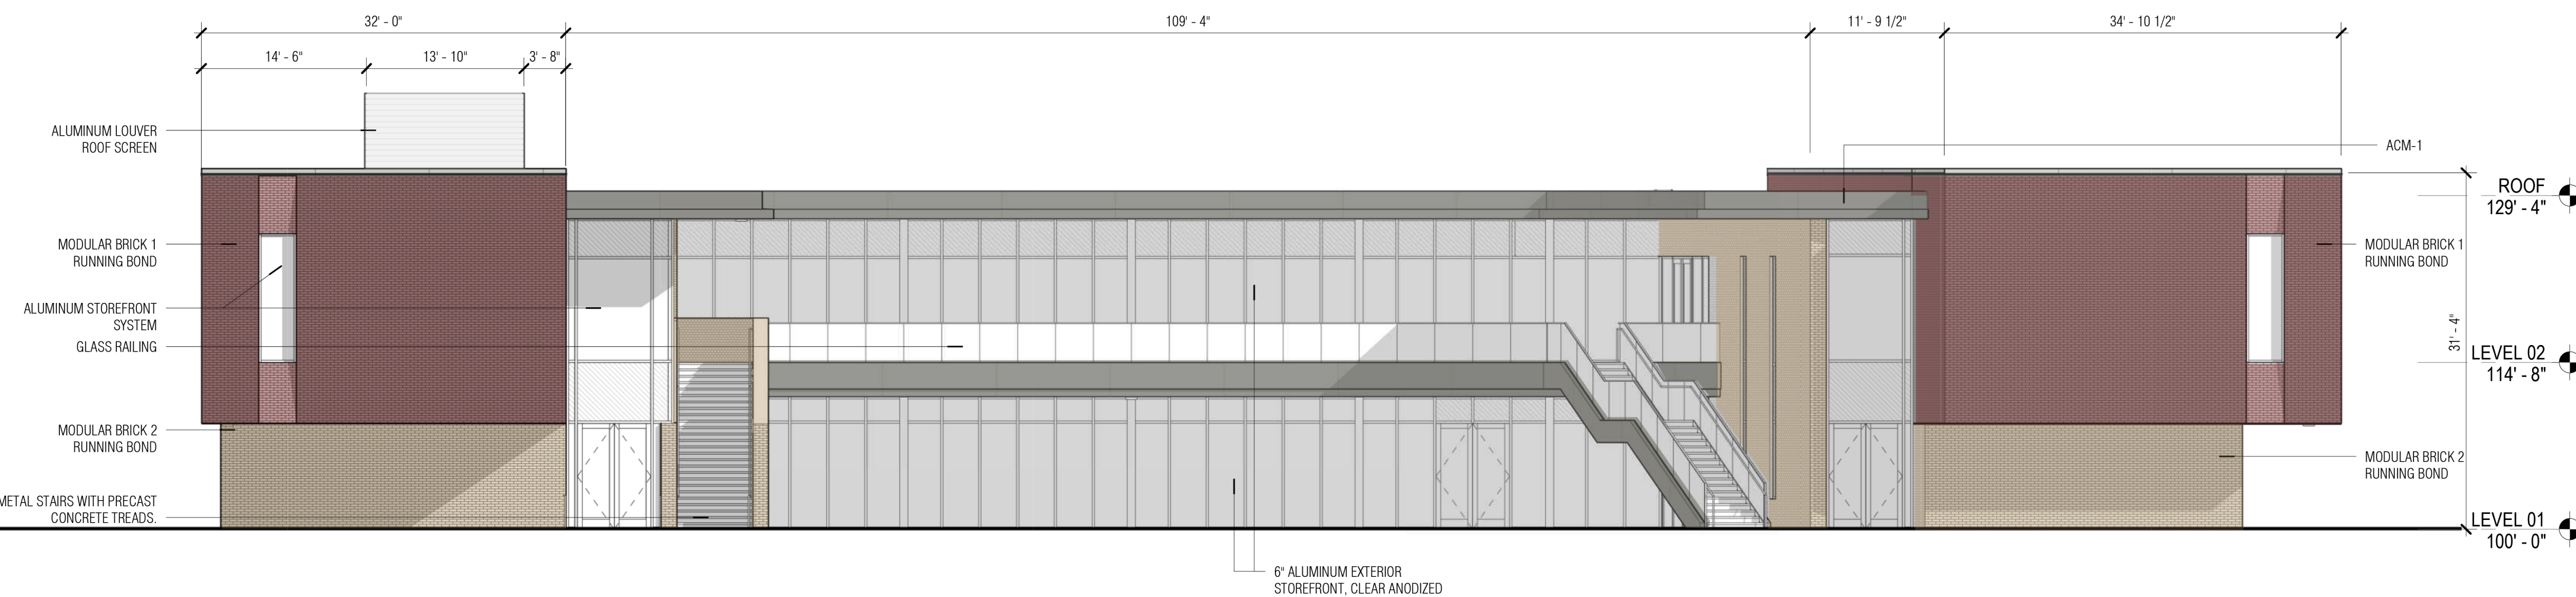 32' - 0"
109' - 4"
11' - 9 1/2"
34' - 10 1/2"
14' - 6"
13' - 10"
3' - 8"
ALUMINUM LOUVER
ROOF SCREEN
MODULAR BRICK 1
RUNNING BOND
ALUMINUM STOREFRONT
SYSTEM
GLASS RAILING
MODULAR BRICK 2
RUNNING BOND
METAL STAIRS WITH PRECAST
CONCRETE TREADS.
6" ALUMINUM EXTERIOR
STOREFRONT, CLEAR ANODIZED
ACM-1
MODULAR BRICK 1
RUNNING BOND
MODULAR BRICK 2
RUNNING BOND
31' - 4"
ROOF
129' - 4"
LEVEL 02
114' - 8"
LEVEL 01
100' - 0"